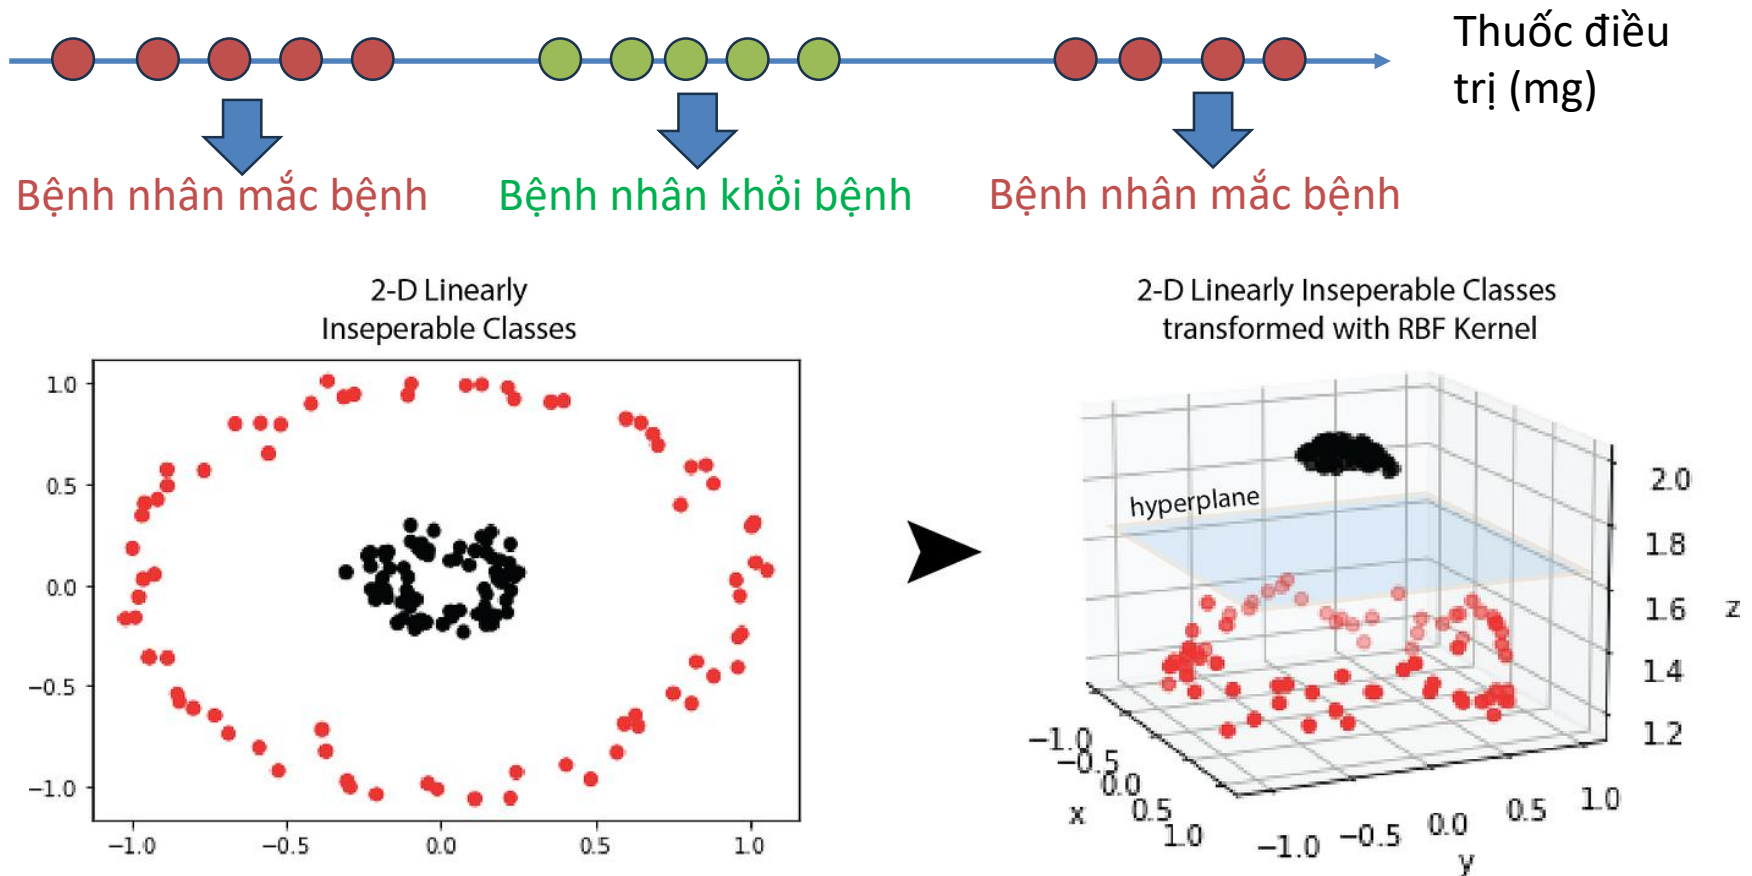 Thuốc điều
trị (mg)
Bệnh nhân mắc bệnh
Bệnh nhân khỏi bệnh
Bệnh nhân mắc bệnh
2-D Linearly
Inseperable Classes
1.0
0.5
0.0
−0.5
−1.0
−1.0
−0.5
0.0
0.5
1.0
2-D Linearly Inseperable Classes
transformed with RBF Kernel
hyperplane
2.0
1.8
1.6
1.4
1.2
z
−1.0
−0.5
0.0
0.5
1.0
x
−1.0
−0.5
0.0
0.5
1.0
y